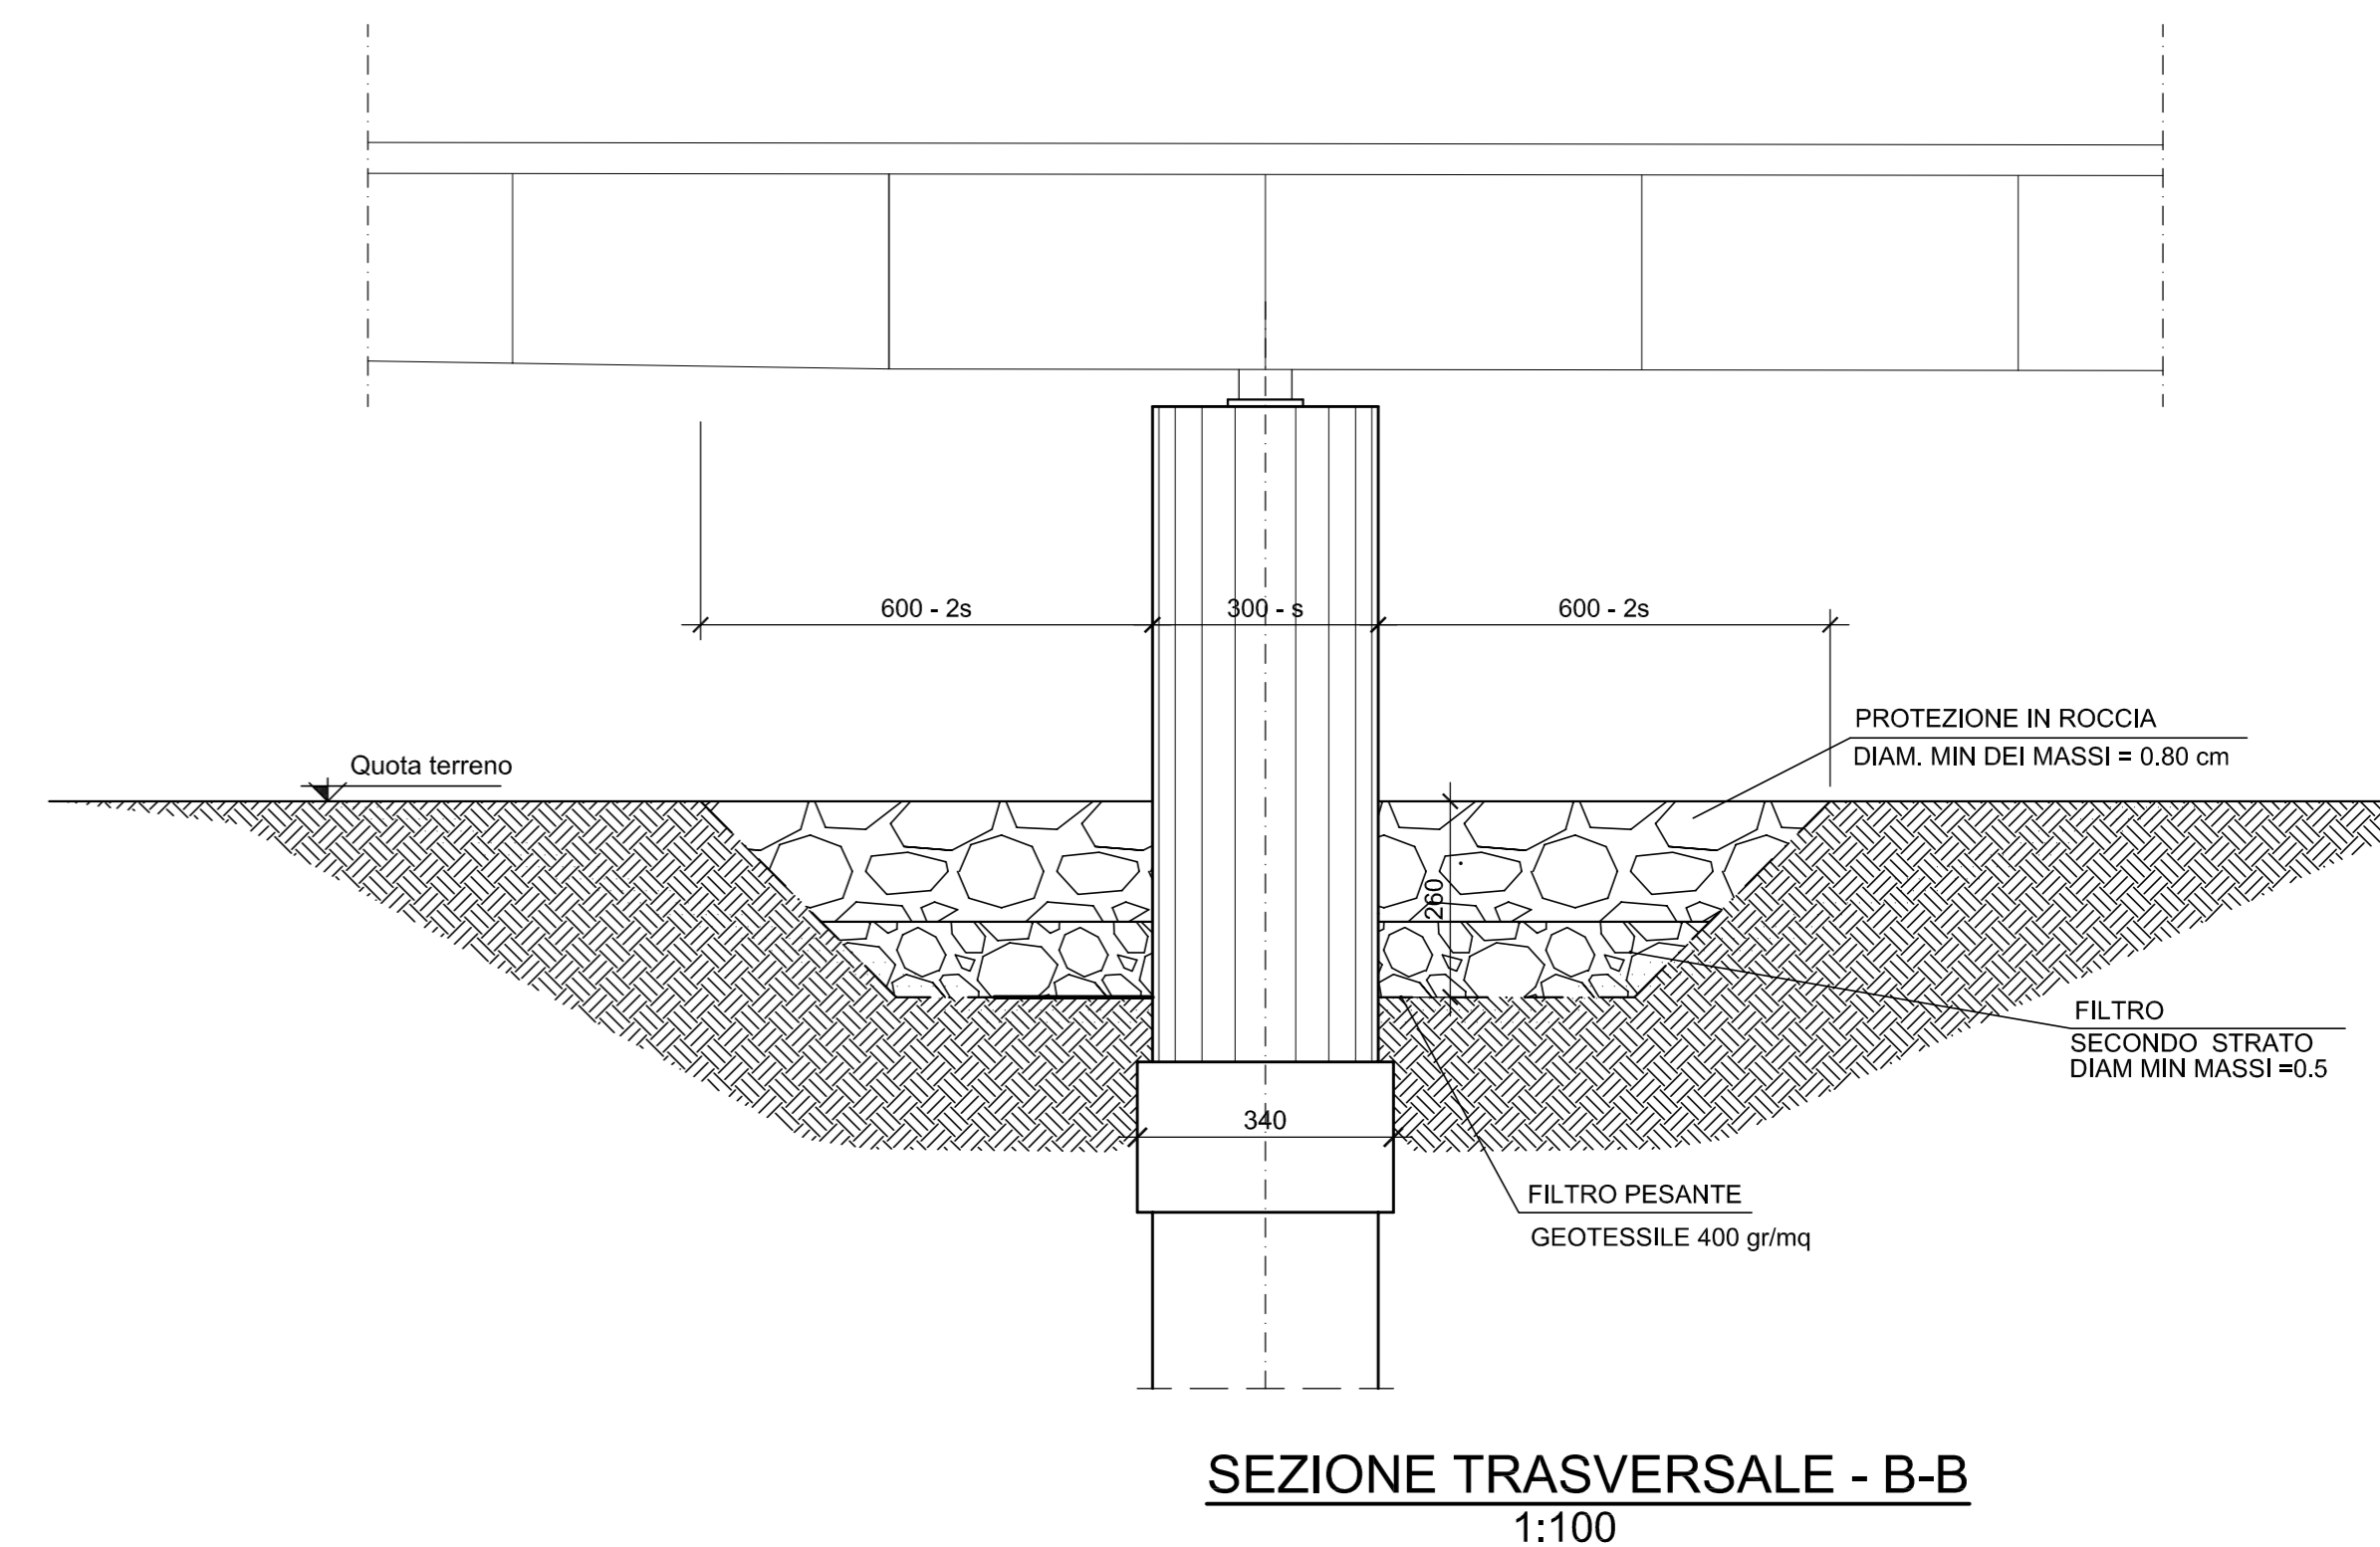 600 - 2s
300 - s
600 - 2s
PROTEZIONE IN ROCCIA
DIAM. MIN DEI MASSI = 0.80 cm
Quota terreno
260
FILTRO
SECONDO STRATO
DIAM MIN MASSI =0.5
340
FILTRO PESANTE
GEOTESSILE 400 gr/mq
SEZIONE TRASVERSALE - B-B
1:100